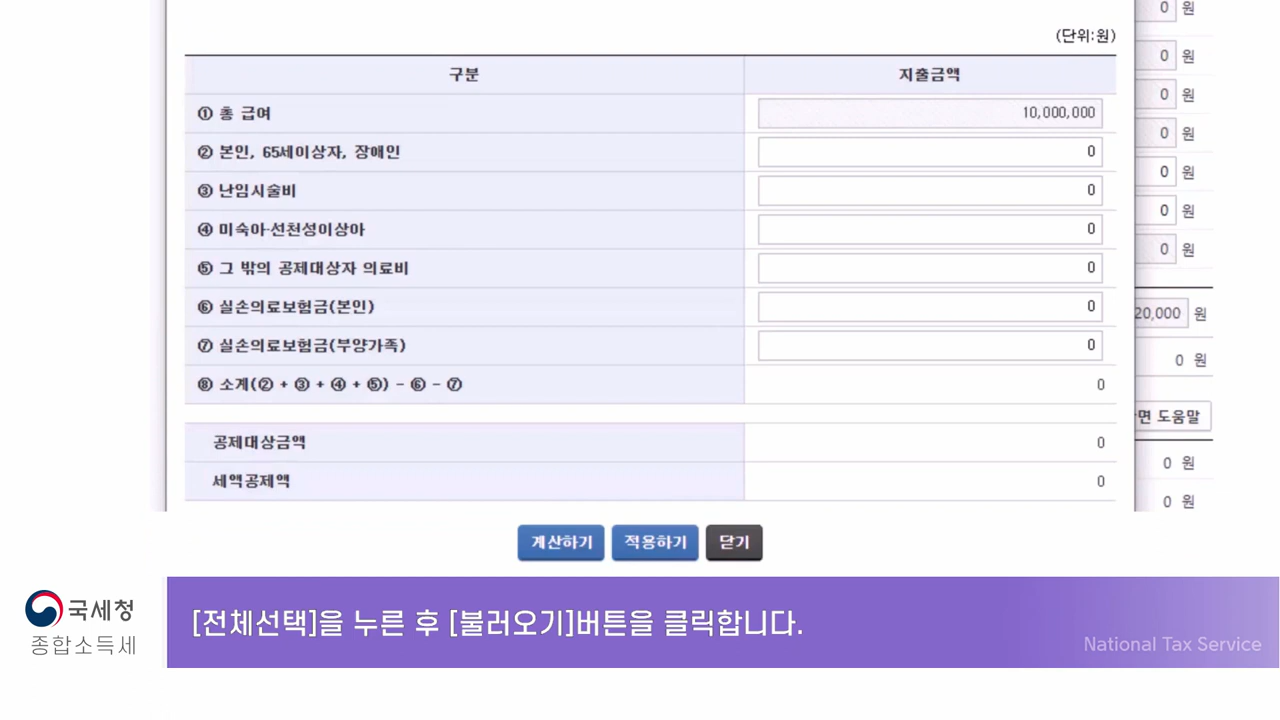 0 원
(단위:원)
구분 지출금액
0 원
① 총 급여 10,000,000
0 원
② 본인, 65세이상자, 장애인 0
0 원
③ 난임시술비 0
0 원
④ 미숙아·선천성이상아 0
0 원
⑤ 그 밖의 공제대상자 의료비 0
0 원
⑥ 실손의료보험금(본인) 0
20,000 원
⑦ 실손의료보험금(부양가족) 0
0 원
⑧ 소계(② + ③ + ④ + ⑤) - ⑥ - ⑦ 0
면 도움말
공제대상금액 0
0 원
세액공제액 0
0 원
계산하기 적용하기 닫기
국세청
종합소득세
[전체선택]을 누른 후 [불러오기]버튼을 클릭합니다.
National Tax Service